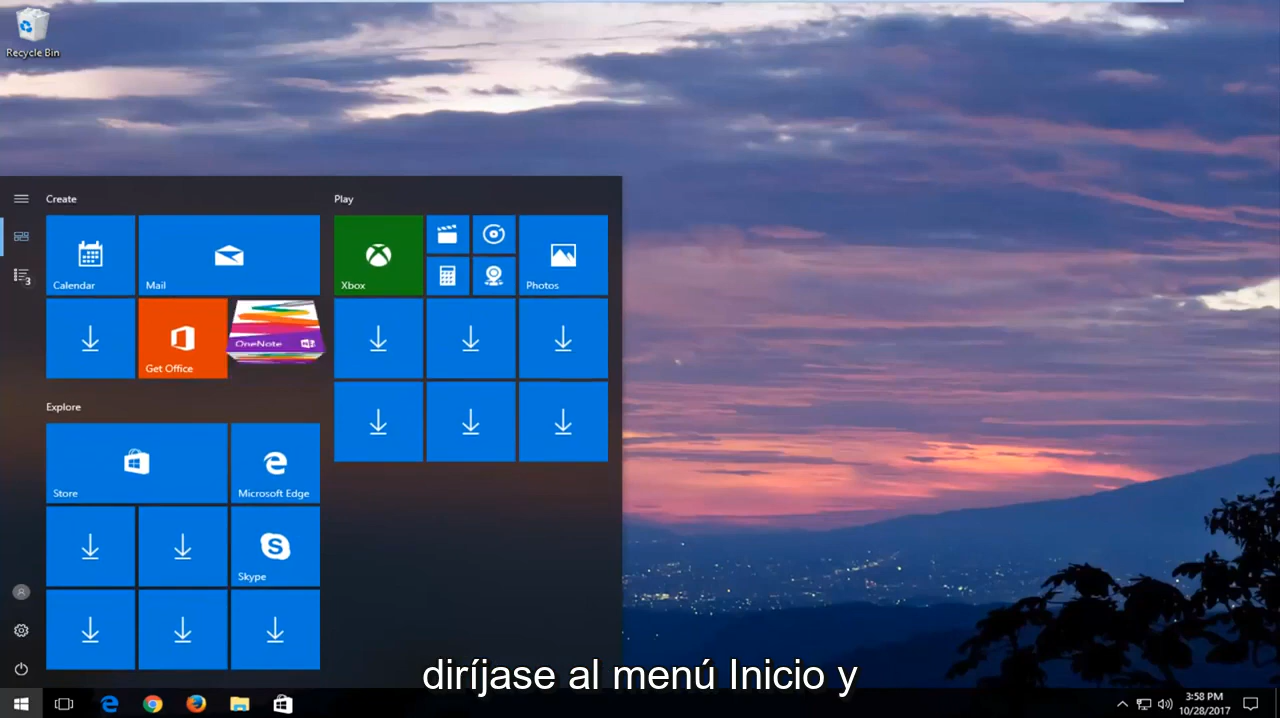 Recycle Bin
Create
Play
Calendar
Mail
Xbox
Photos
Get Office
OneNote
Explore
Store
Microsoft Edge
Skype
3
diríjase al menú Inicio y
3:58 PM
10/28/2017